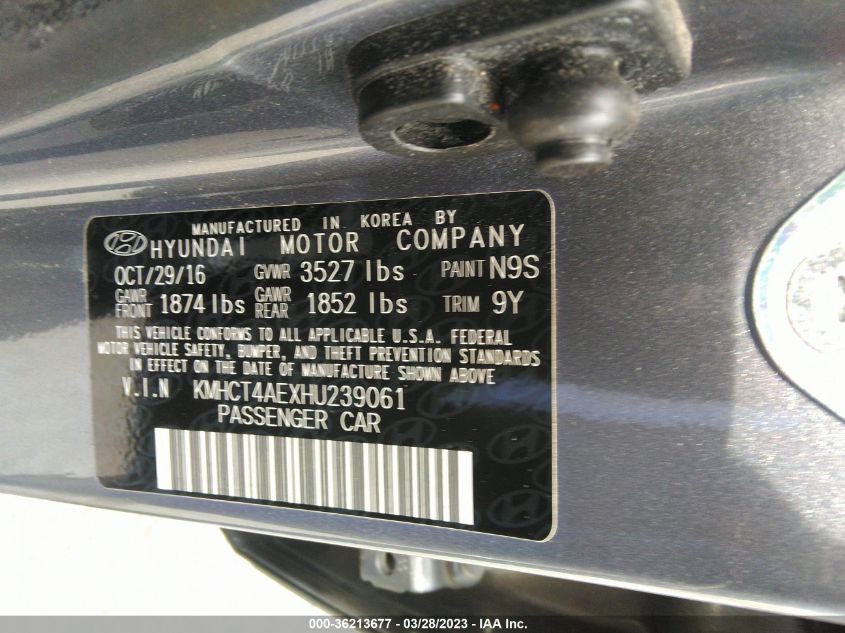 MANUFACTURED IN KOREA BY
HYUNDAI MOTOR COMPANY
OCT/29/16 GVWR 3527 lbs PAINT N9S
GAWR FRONT 1874 lbs GAWR REAR 1852 lbs TRIM 9Y
THIS VEHICLE CONFORMS TO ALL APPLICABLE U.S.A. FEDERAL
MOTOR VEHICLE SAFETY, BUMPER, AND THEFT PREVENTION STANDARDS
IN EFFECT ON THE DATE OF MANUFACTURE SHOWN ABOVE
V.I.N KMHCT4AEXHU239061
PASSENGER CAR
000-36213677 - 03/28/2023 - IAA Inc.